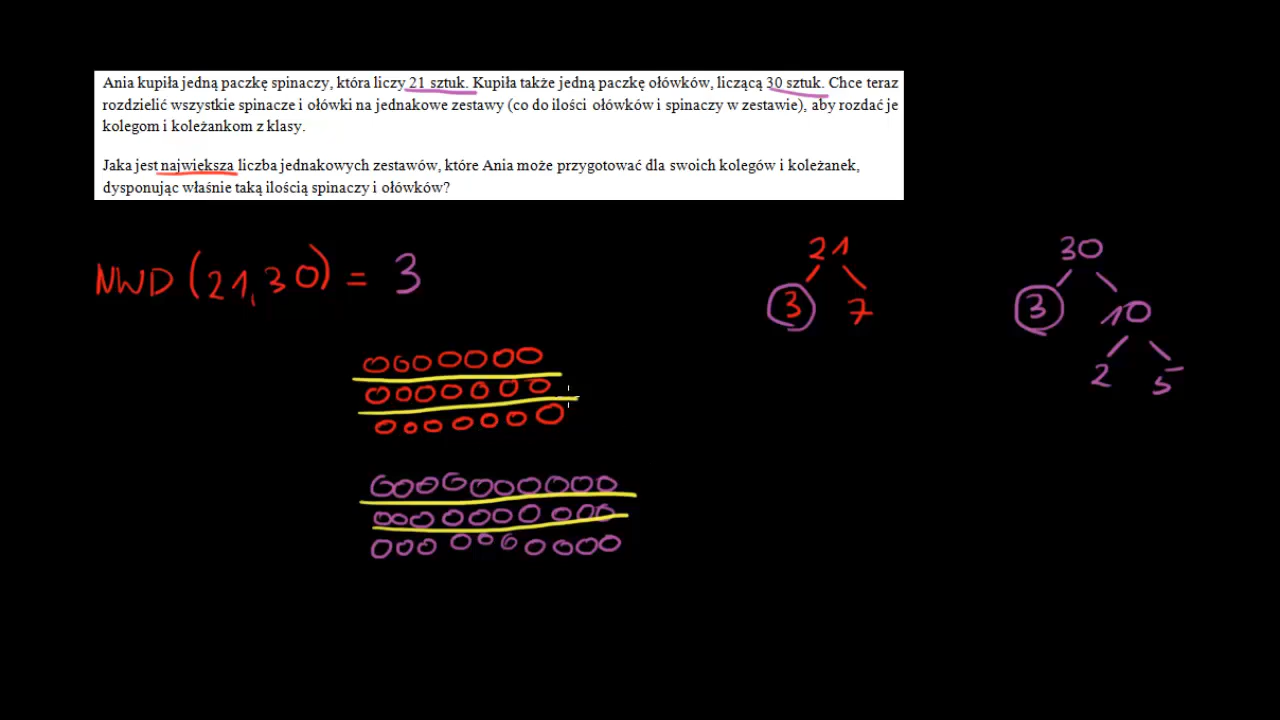 Ania kupiła jedną paczkę spinaczy, która liczy 21 sztuk. Kupiła także jedną paczkę ołówków, liczącą 30 sztuk. Chce teraz
rozdzielić wszystkie spinacze i ołówki na jednakowe zestawy (co do ilości ołówków i spinaczy w zestawie), aby rozdać je
kolegom i koleżankom z klasy.
Jaka jest największa liczba jednakowych zestawów, które Ania może przygotować dla swoich kolegów i koleżanek,
dysponując właśnie taką ilością spinaczy i ołówków?
NWD (21,30) = 3
21
3 7
30
3 10
2 5